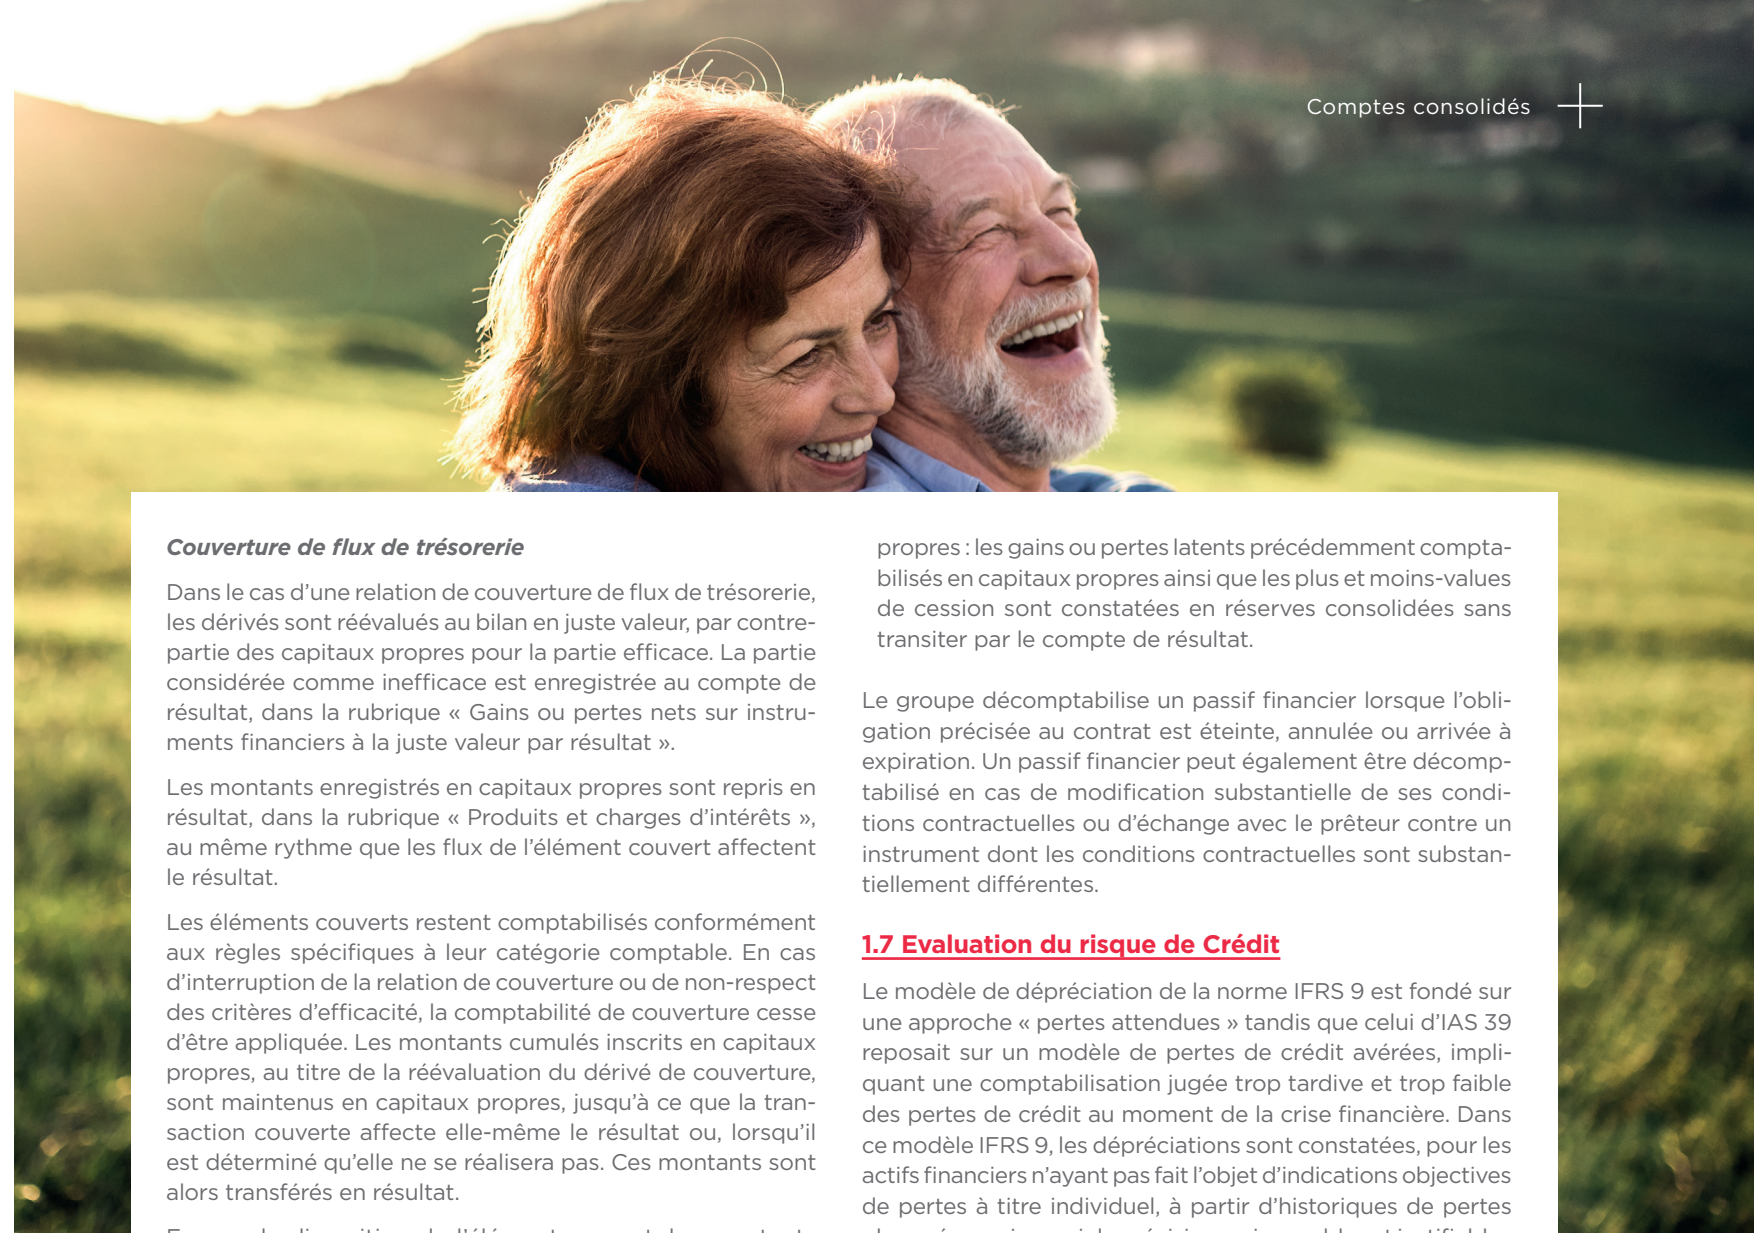 Comptes consolidés
Couverture de flux de trésorerie
Dans le cas d’une relation de couverture de flux de trésorerie,
les dérivés sont réévalués au bilan en juste valeur, par contre-
partie des capitaux propres pour la partie efficace. La partie
considérée comme inefficace est enregistrée au compte de
résultat, dans la rubrique « Gains ou pertes nets sur instru-
ments financiers à la juste valeur par résultat ».
Les montants enregistrés en capitaux propres sont repris en
résultat, dans la rubrique « Produits et charges d’intérêts »,
au même rythme que les flux de l’élément couvert affectent
le résultat.
Les éléments couverts restent comptabilisés conformément
aux règles spécifiques à leur catégorie comptable. En cas
d’interruption de la relation de couverture ou de non-respect
des critères d’efficacité, la comptabilité de couverture cesse
d’être appliquée. Les montants cumulés inscrits en capitaux
propres, au titre de la réévaluation du dérivé de couverture,
sont maintenus en capitaux propres, jusqu’à ce que la tran-
saction couverte affecte elle-même le résultat ou, lorsqu’il
est déterminé qu’elle ne se réalisera pas. Ces montants sont
alors transférés en résultat.
propres : les gains ou pertes latents précédemment compta-
bilisés en capitaux propres ainsi que les plus et moins-values
de cession sont constatées en réserves consolidées sans
transiter par le compte de résultat.
Le groupe décomptabilise un passif financier lorsque l’obli-
gation précisée au contrat est éteinte, annulée ou arrivée à
expiration. Un passif financier peut également être décomp-
tabilisé en cas de modification substantielle de ses condi-
tions contractuelles ou d’échange avec le prêteur contre un
instrument dont les conditions contractuelles sont substan-
tiellement différentes.
1.7 Evaluation du risque de Crédit
Le modèle de dépréciation de la norme IFRS 9 est fondé sur
une approche « pertes attendues » tandis que celui d’IAS 39
reposait sur un modèle de pertes de crédit avérées, impli-
quant une comptabilisation jugée trop tardive et trop faible
des pertes de crédit au moment de la crise financière. Dans
ce modèle IFRS 9, les dépréciations sont constatées, pour les
actifs financiers n’ayant pas fait l’objet d’indications objectives
de pertes à titre individuel, à partir d’historiques de pertes